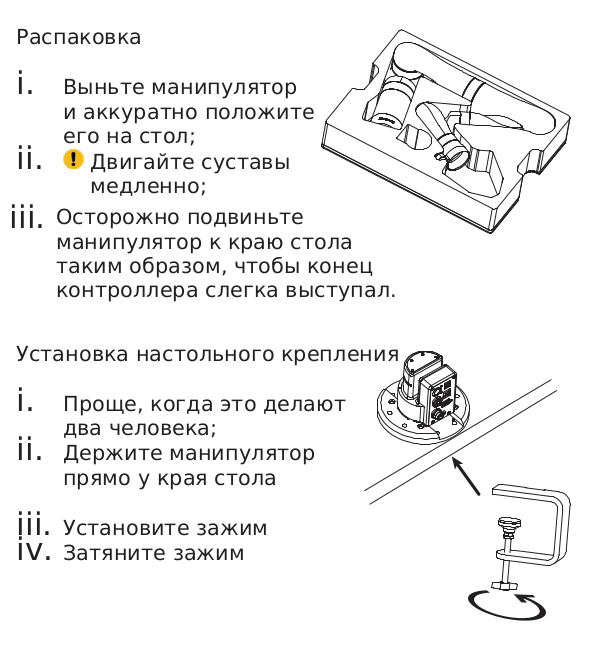 Распаковка
i. Выньте манипулятор
и аккуратно положите
его на стол;
ii. ! Двигайте суставы
медленно;
iii. Осторожно подвиньте
манипулятор к краю стола
таким образом, чтобы конец
контроллера слегка выступал.
Установка настольного крепления
i. Проще, когда это делают
два человека;
ii. Держите манипулятор
прямо у края стола
iii. Установите зажим
iv. Затяните зажим